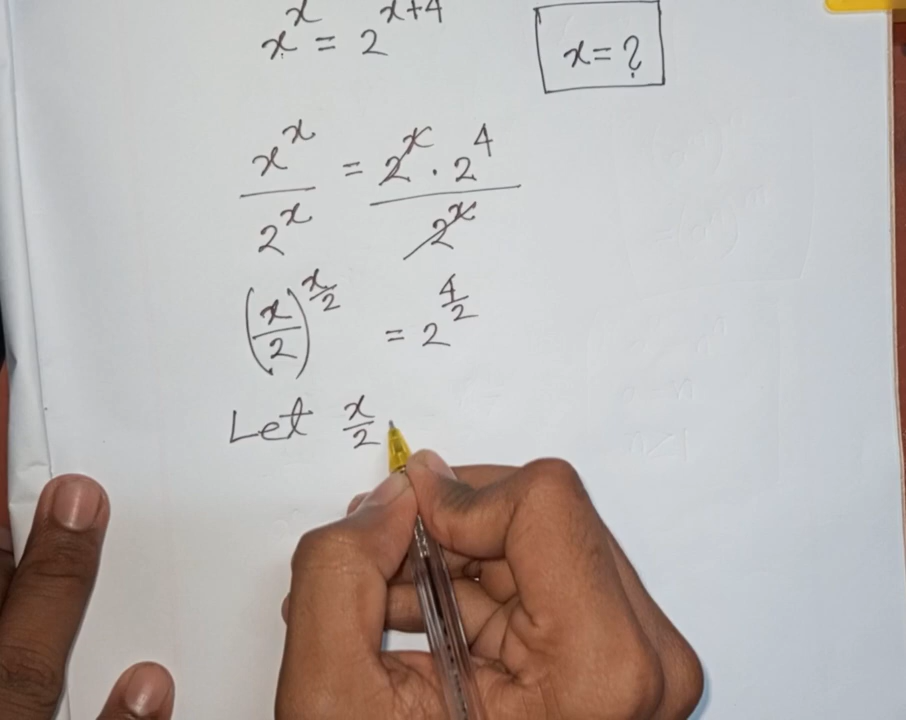 x^x = 2^(x+4)
x = ?
x^x / 2^x = 2^x · 2^4 / 2^x
(x/2)^(x/2) = 2^(4/2)
Let x/2